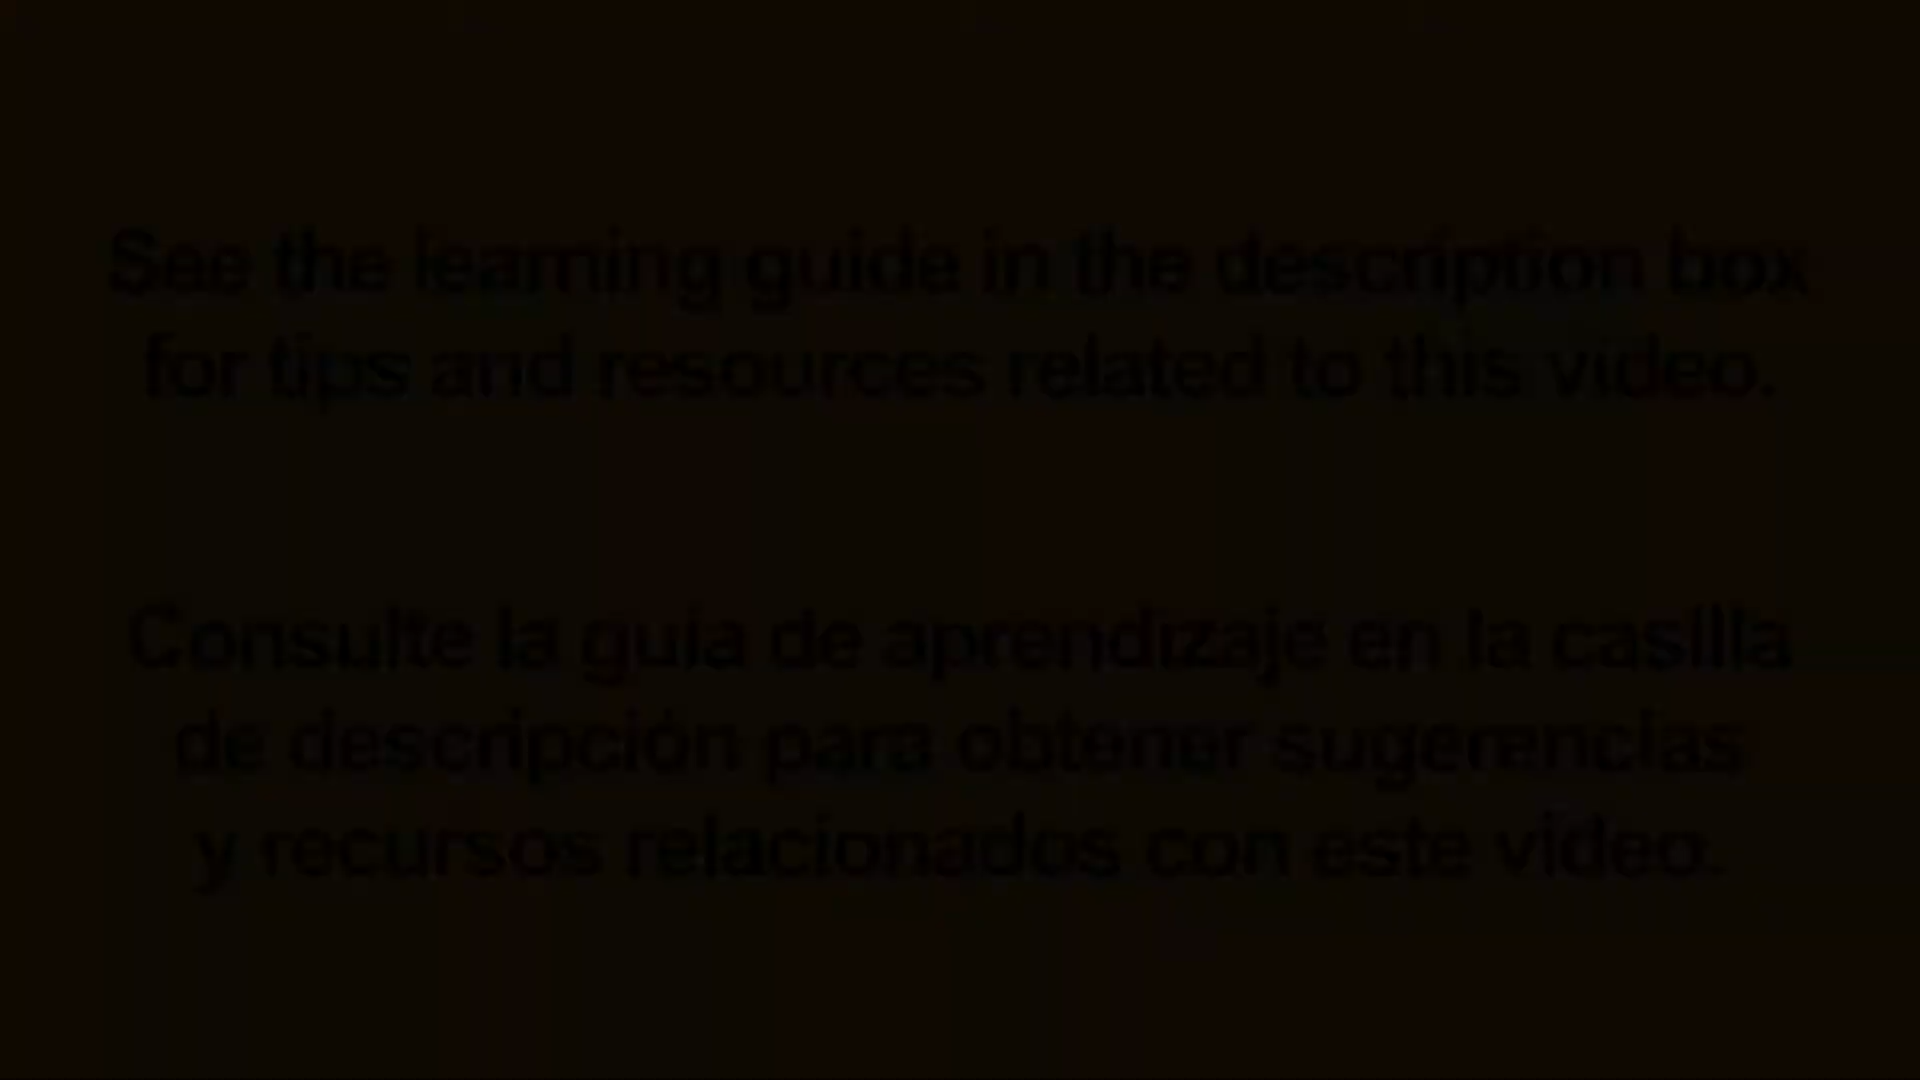 See the learning guide in the description box
for tips and resources related to this video.
Consulte la guía de aprendizaje en la casilla
de descripción para obtener sugerencias
y recursos relacionados con este video.